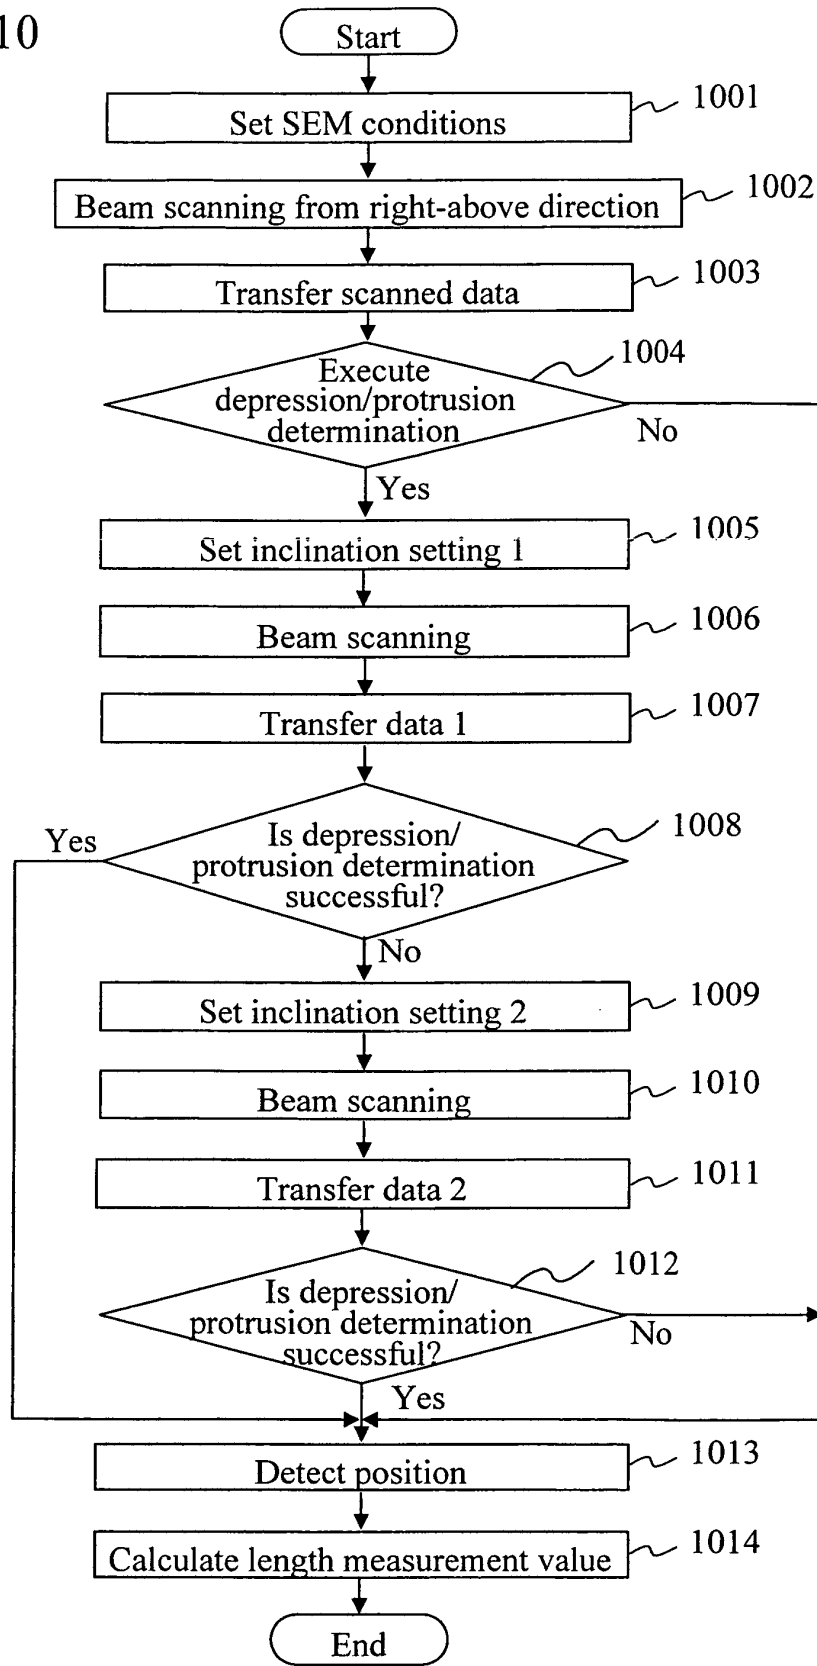 10
Start
Set SEM conditions
1001
Beam scanning from right-above direction
1002
Transfer scanned data
1003
Execute
depression/protrusion
determination
1004
No
Yes
Set inclination setting 1
1005
Beam scanning
1006
Transfer data 1
1007
Yes
Is depression/
protrusion determination
successful?
1008
No
Set inclination setting 2
1009
Beam scanning
1010
Transfer data 2
1011
Is depression/
protrusion determination
successful?
1012
No
Yes
Detect position
1013
Calculate length measurement value
1014
End